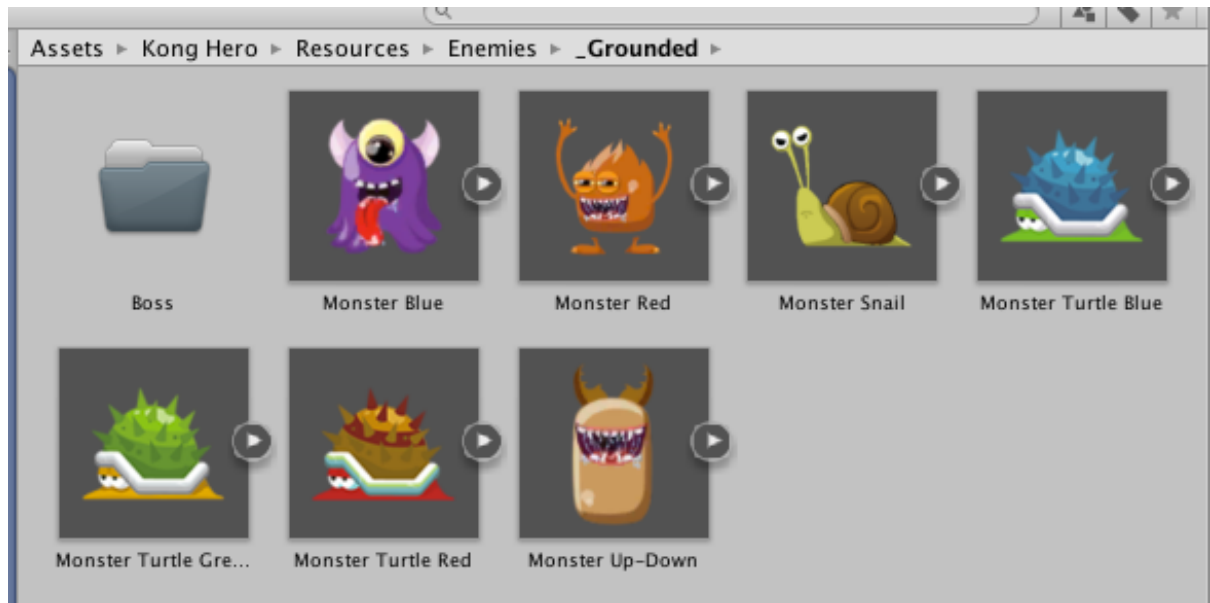 Assets ▸ Kong Hero ▸ Resources ▸ Enemies ▸ _Grounded ▸
Boss
Monster Blue
Monster Red
Monster Snail
Monster Turtle Blue
Monster Turtle Gre...
Monster Turtle Red
Monster Up-Down